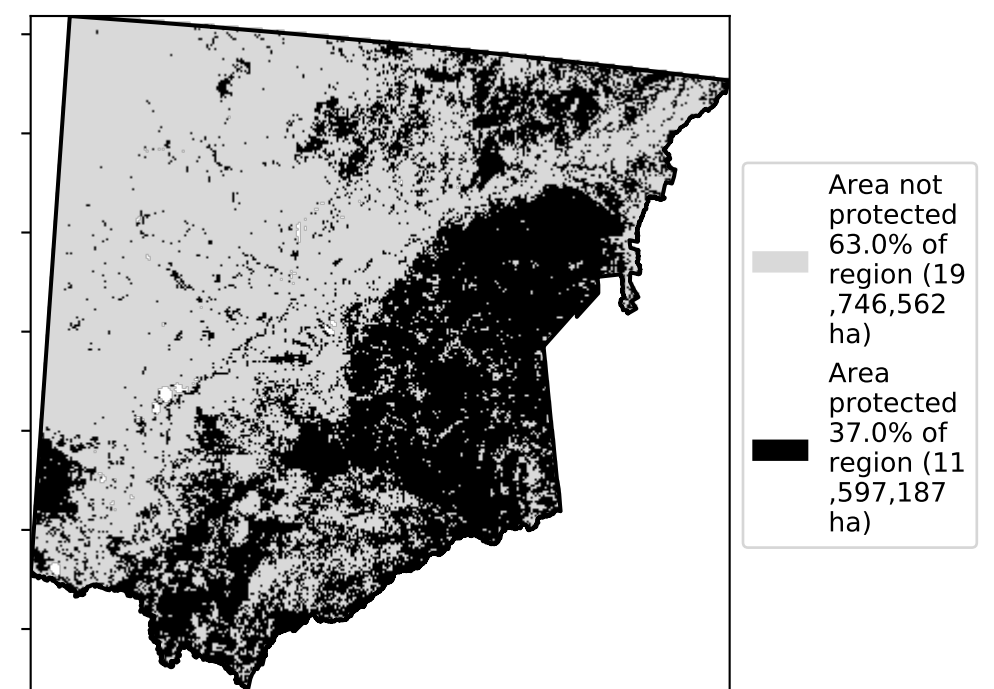 Area not
protected
63.0% of
region (19
,746,562
ha)
Area
protected
37.0% of
region (11
,597,187
ha)